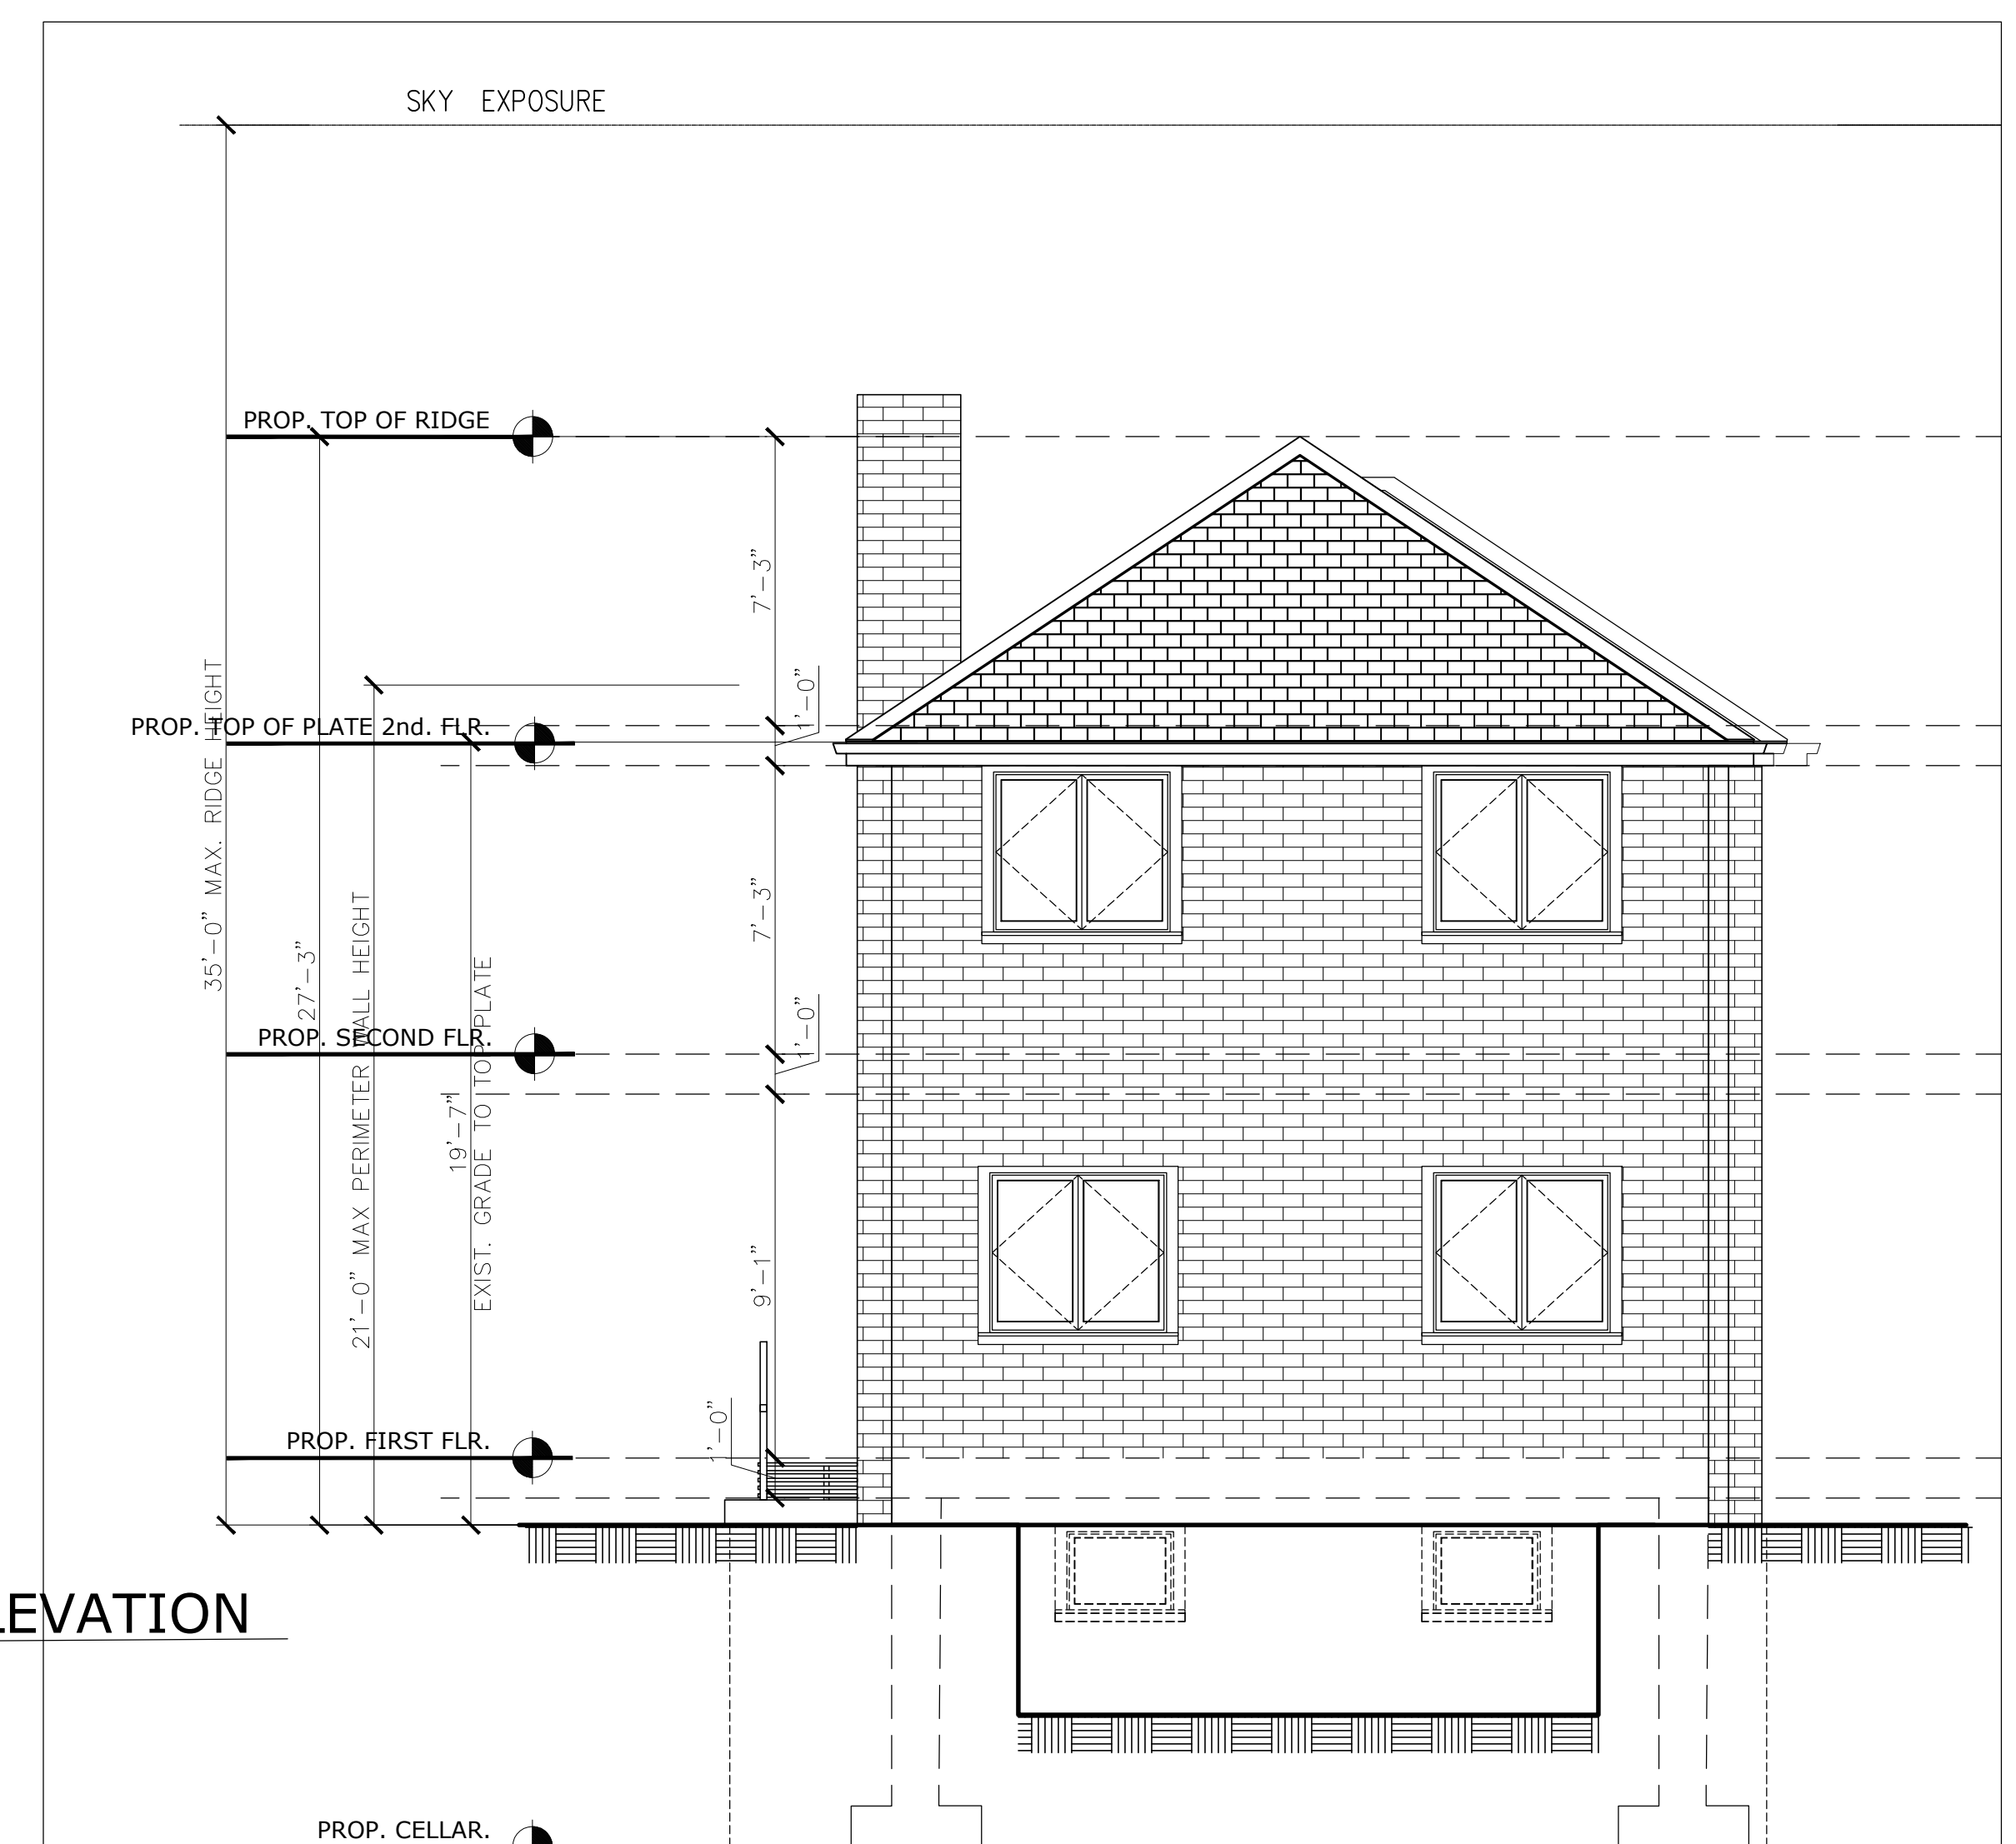 SKY EXPOSURE
PROP. TOP OF RIDGE
7'-3"
1'-0"
PROP. TOP OF PLATE 2nd. FLR.
35'-0" MAX. RIDGE HEIGHT
27'-3"
21'-0" MAX PERIMETER WALL HEIGHT
19'-7"
EXIST. GRADE TO TOP PLATE
7'-3"
1'-0"
PROP. SECOND FLR.
9'-1"
1'-0"
PROP. FIRST FLR.
LEVATION
PROP. CELLAR.